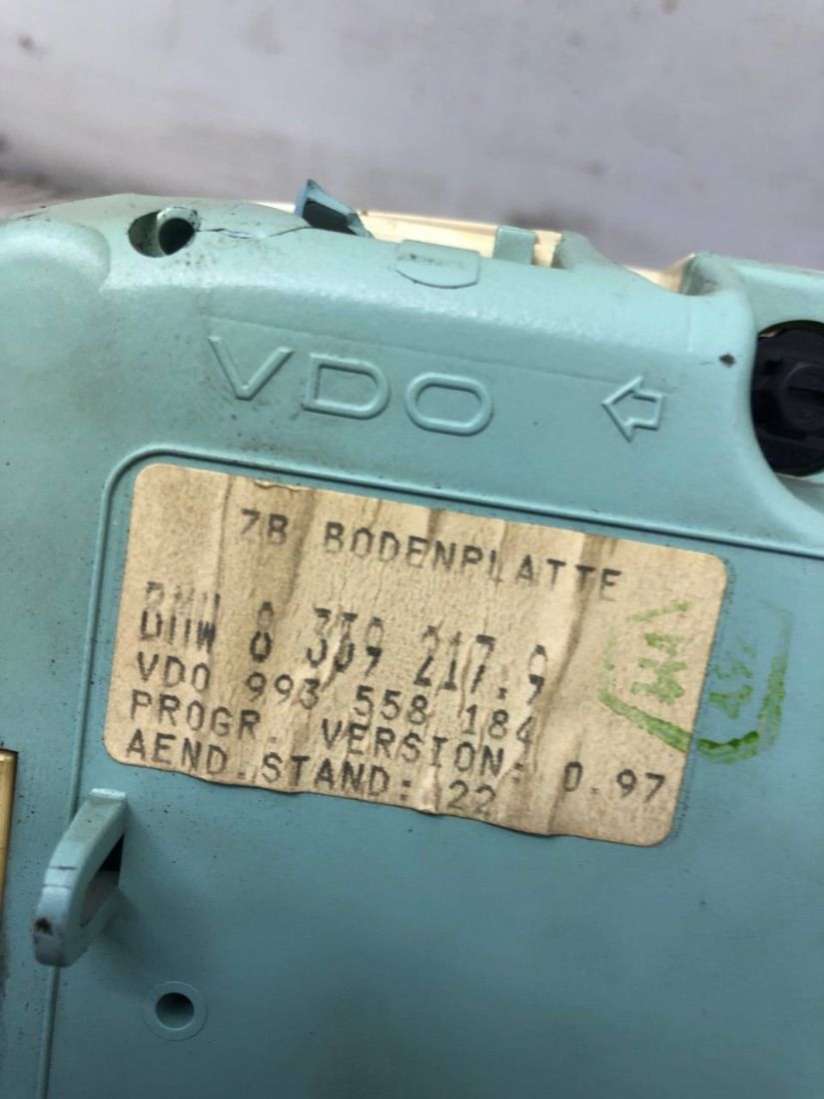 VDO
ZB BODENPLATTE
BMW 8 359 217.9
VDO 993 558 184
PROGR. VERSION: 0.97
AEND.STAND: 22